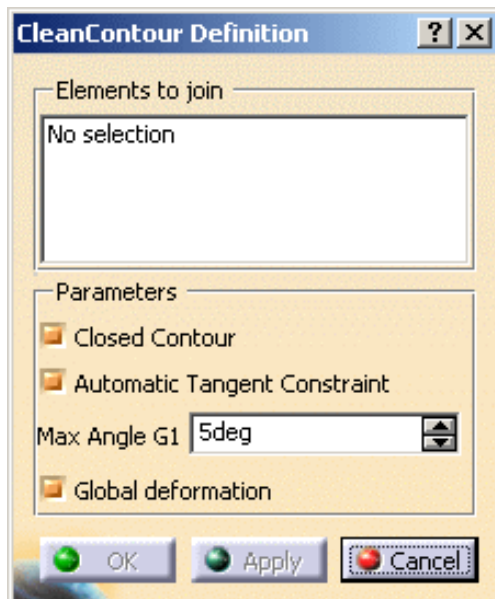 CleanContour Definition ? X
Elements to join
No selection
Parameters
Closed Contour
Automatic Tangent Constraint
Max Angle G1 5deg
Global deformation
OK Apply Cancel